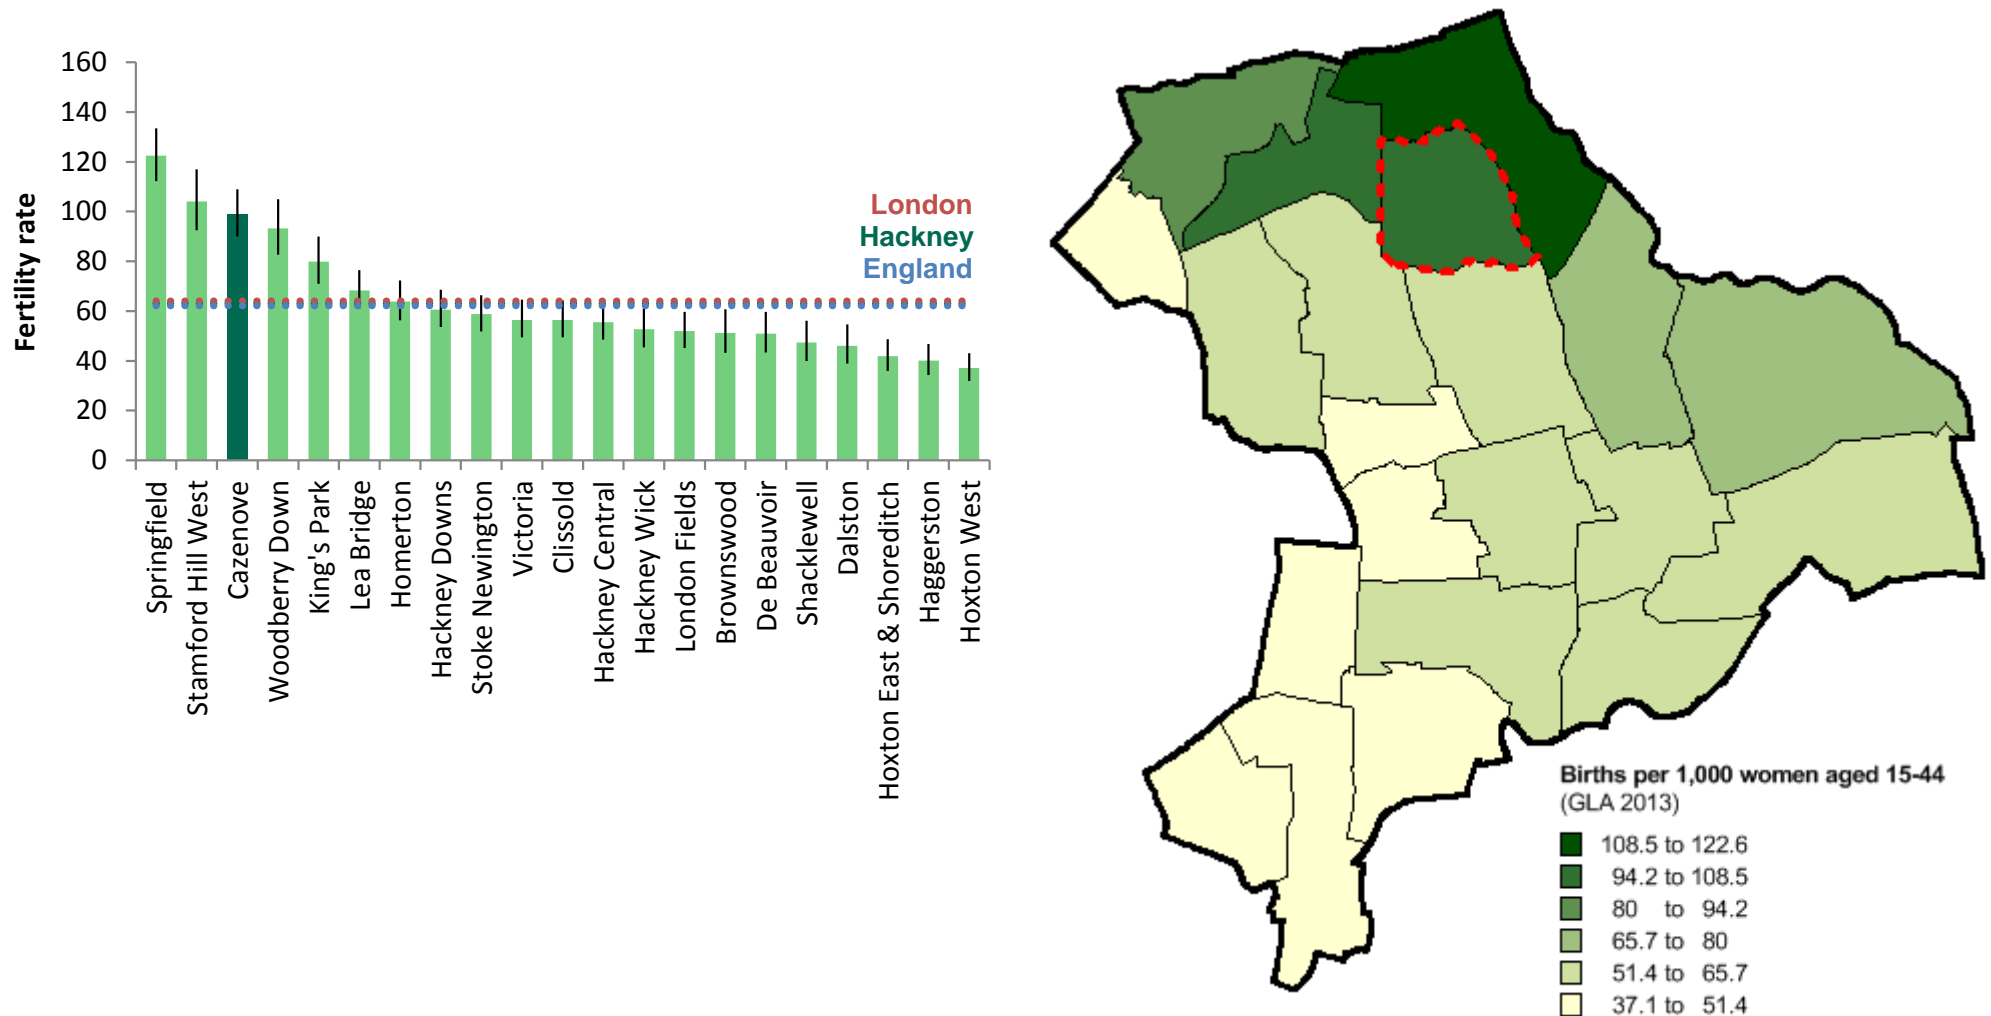 160
140
120
100
80
60
40
20
0
Fertility rate
London
Hackney
England
Springfield
Stamford Hill West
Cazenove
Woodberry Down
King's Park
Lea Bridge
Homerton
Hackney Downs
Stoke Newington
Victoria
Clissold
Hackney Central
Hackney Wick
London Fields
Brownswood
De Beauvoir
Shacklewell
Dalston
Hoxton East & Shoreditch
Haggerston
Hoxton West
Births per 1,000 women aged 15-44
(GLA 2013)
108.5 to 122.6
94.2 to 108.5
80 to 94.2
65.7 to 80
51.4 to 65.7
37.1 to 51.4